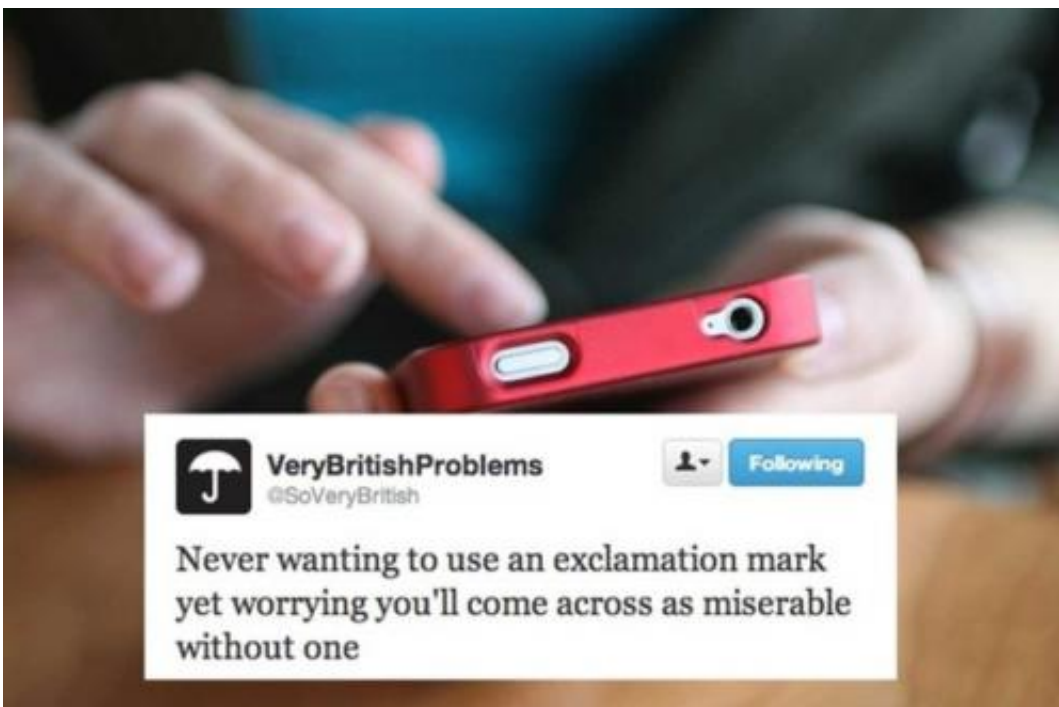 VeryBritishProblems
@SoVeryBritish
Following
Never wanting to use an exclamation mark
yet worrying you'll come across as miserable
without one